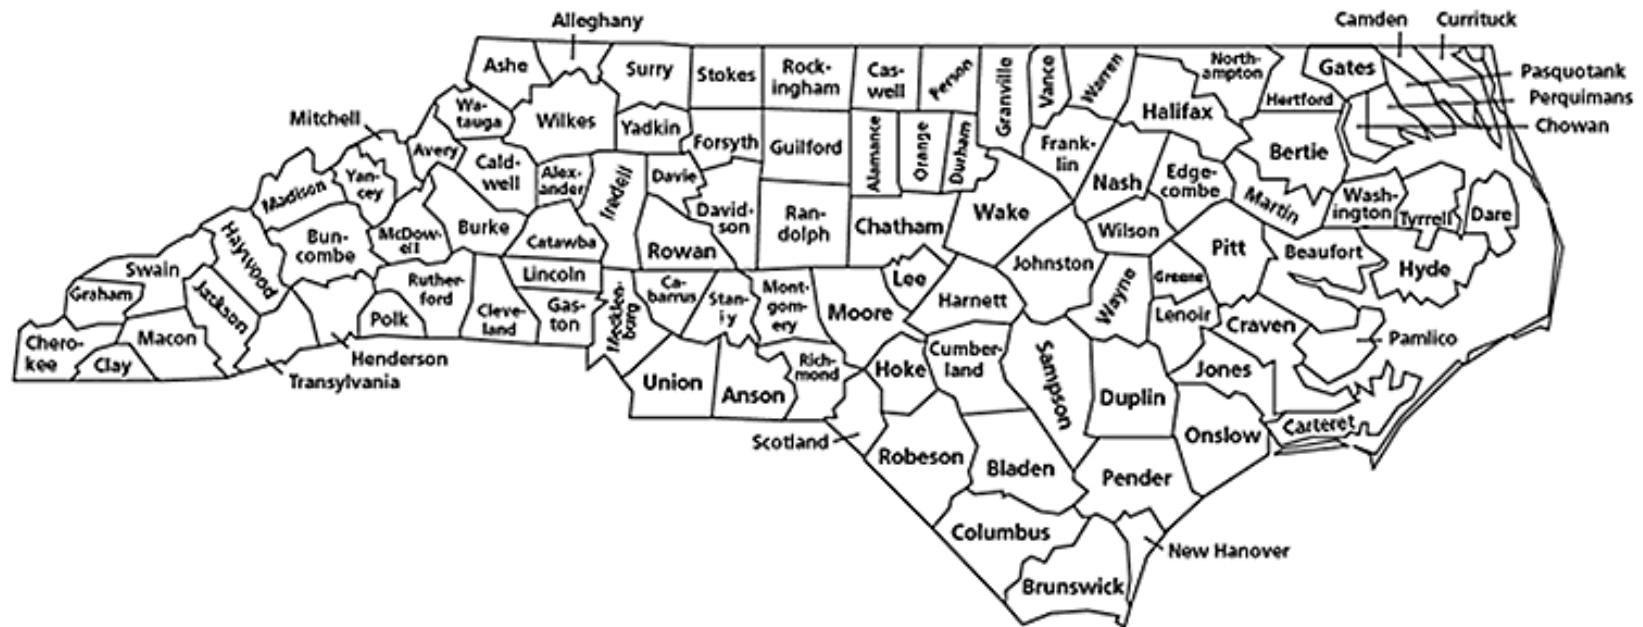 Alleghany
Camden
Currituck
Ashe
Surry
Stokes
Rock-
ingham
Cas-
well
Person
Granville
Vance
Warren
North-
ampton
Gates
Pasquotank
Perquimans
Chowan
Hertford
Halifax
Mitchell
Wa-
tauga
Wilkes
Yadkin
Forsyth
Guilford
Alamance
Orange
Durham
Frank-
lin
Nash
Edge-
combe
Bertie
Martin
Wash-
ington
Tyrrell
Dare
Avery
Cald-
well
Alex-
ander
Iredell
Davie
David-
son
Ran-
dolph
Chatham
Wake
Wilson
Pitt
Beaufort
Hyde
Madison
Yan-
cey
Haywood
Bun-
combe
McDow-
ell
Burke
Catawba
Rowan
Lee
Johnston
Wayne
Greene
Swain
Graham
Jackson
Ruther-
ford
Lincoln
Gas-
ton
Cleve-
land
Mecklen-
burg
Ca-
barrus
Stan-
ly
Mont-
gom-
ery
Moore
Harnett
Lenoir
Craven
Pamlico
Chero-
kee
Clay
Macon
Polk
Henderson
Transylvania
Union
Anson
Rich-
mond
Hoke
Cumber-
land
Sampson
Duplin
Jones
Onslow
Carteret
Scotland
Robeson
Bladen
Pender
Columbus
New Hanover
Brunswick